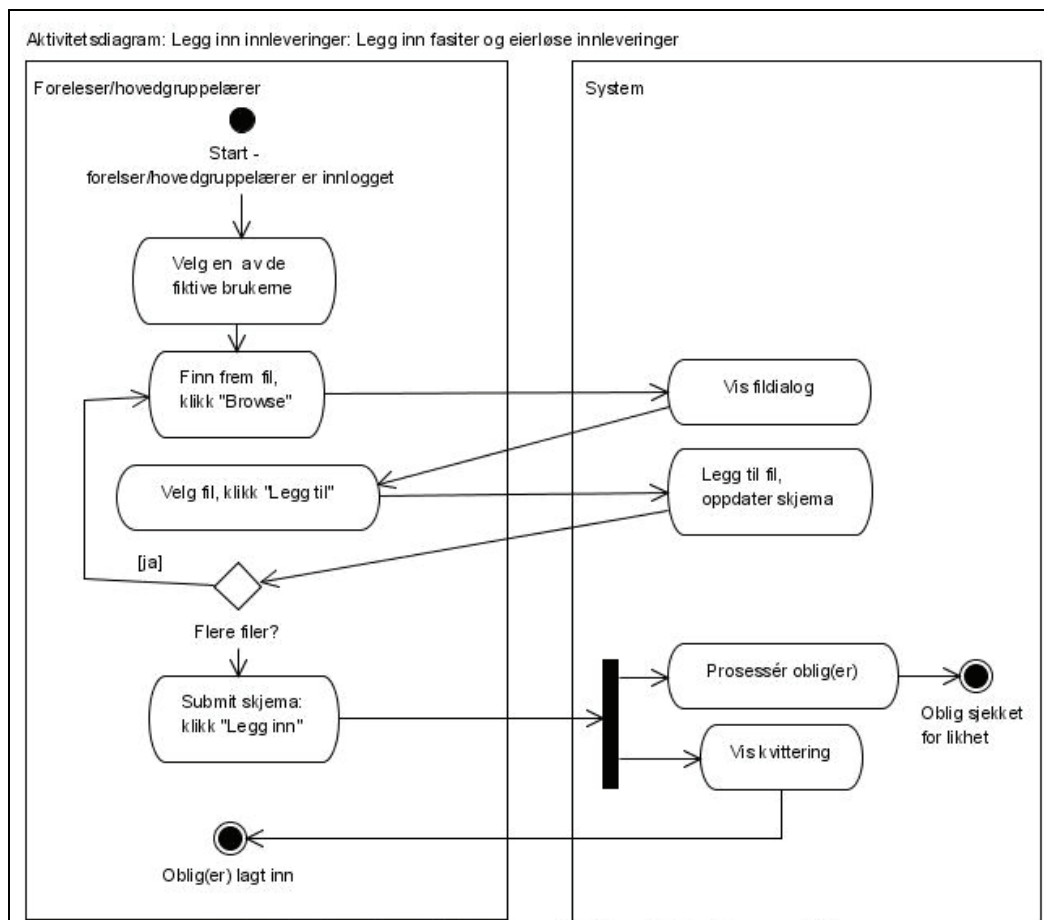 Aktivitetsdiagram: Legg inn innleveringer: Legg inn fasiter og eierløse innleveringer
Foreleser/hovedgruppelærer
System
Start -
forelser/hovedgruppelærer er innlogget
Velg en av de
fiktive brukerne
Finn frem fil,
klikk "Browse"
Vis fildialog
Velg fil, klikk "Legg til"
Legg til fil,
oppdater skjema
[ja]
Flere filer?
Submit skjema:
klikk "Legg inn"
Prosessér oblig(er)
Oblig sjekket
for likhet
Vis kvittering
Oblig(er) lagt inn